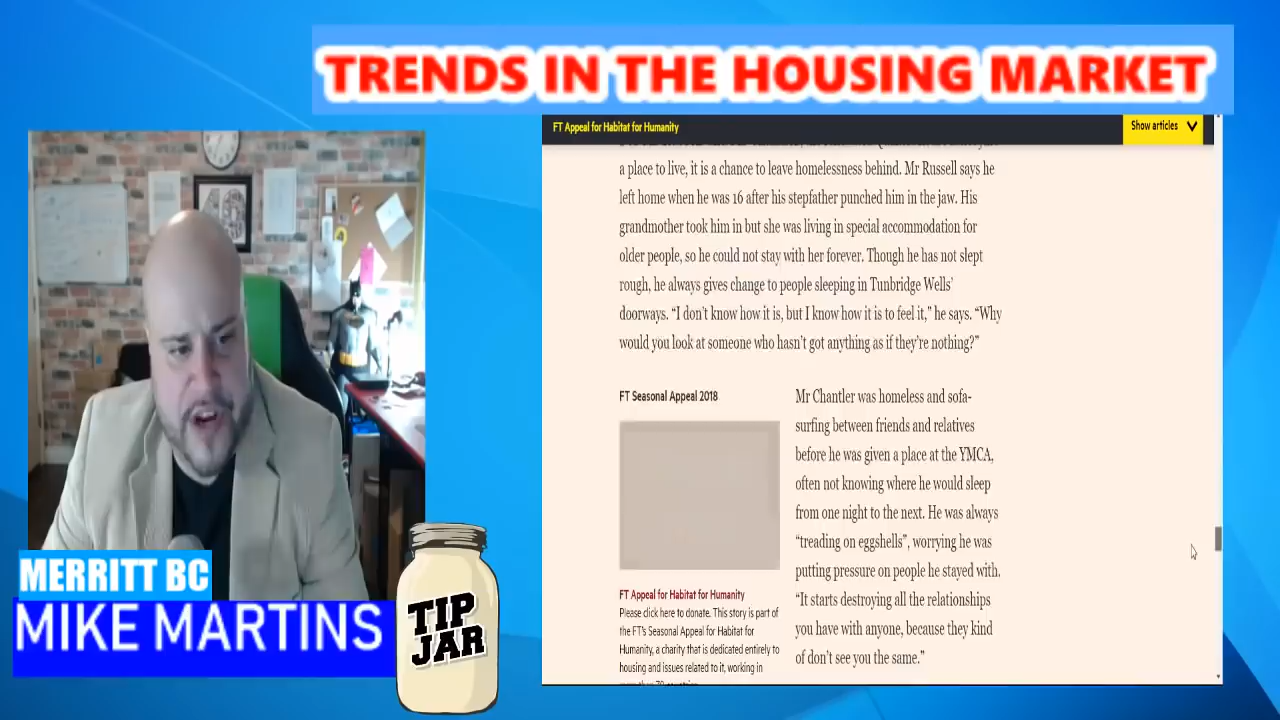 TRENDS IN THE HOUSING MARKET
FT Appeal for Habitat for Humanity
Show articles
a place to live, it is a chance to leave homelessness behind. Mr Russell says he
left home when he was 16 after his stepfather punched him in the jaw. His
grandmother took him in but she was living in special accommodation for
older people, so he could not stay with her forever. Though he has not slept
rough, he always gives change to people sleeping in Tunbridge Wells’
doorways. “I don’t know how it is, but I know how it is to feel it,” he says. “Why
would you look at someone who hasn’t got anything as if they’re nothing?”
FT Seasonal Appeal 2018
FT Appeal for Habitat for Humanity
Please click here to donate. This story is part of
the FT’s Seasonal Appeal for Habitat for
Humanity, a charity that is dedicated entirely to
housing and issues related to it, working in
Mr Chantler was homeless and sofa-
surfing between friends and relatives
before he was given a place at the YMCA,
often not knowing where he would sleep
from one night to the next. He was always
“treading on eggshells”, worrying he was
putting pressure on people he stayed with.
“It starts destroying all the relationships
you have with anyone, because they kind
of don’t see you the same.”
MERRITT BC
MIKE MARTINS
TIP
JAR